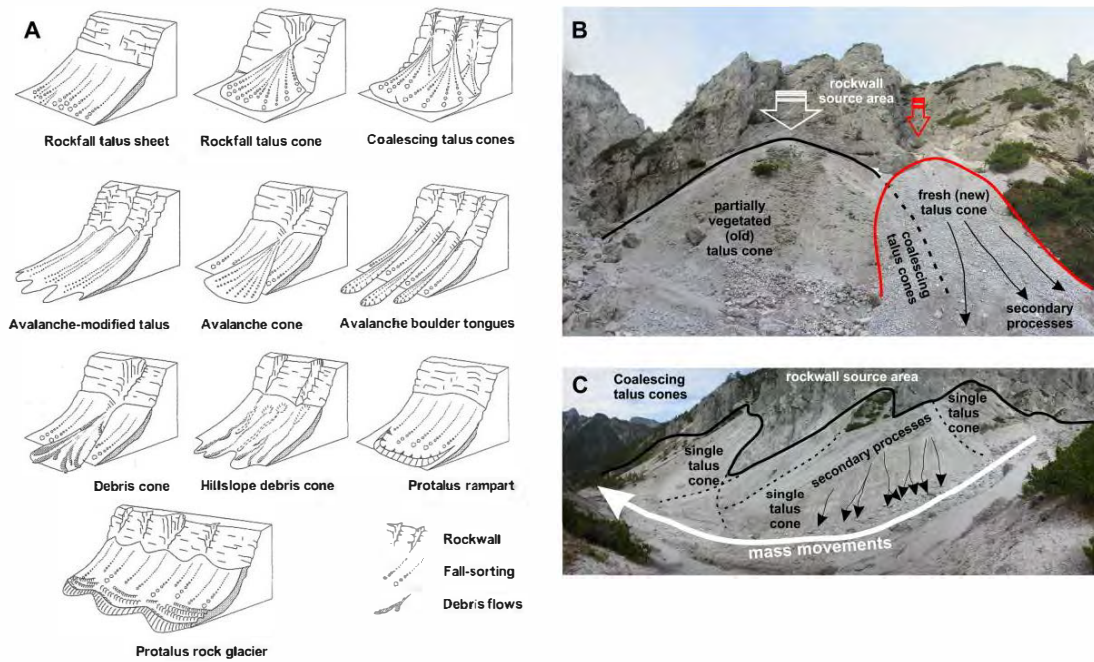 A
Rockfall talus sheet
Rockfall talus cone
Coalescing talus cones
Avalanche-modified talus
Avalanche cone
Avalanche boulder tongues
Debris cone
Hillslope debris cone
Protalus rampart
Protalus rock glacier
Rockwall
Fall-sorting
Debris flows
B
rockwall
source area
partially
vegetated
(old)
talus cone
fresh (new)
talus cone
coalescing
talus cones
secondary
processes
C
Coalescing
talus cones
rockwall source area
single
talus
cone
single
talus
cone
single
talus
cone
secondary processes
mass movements